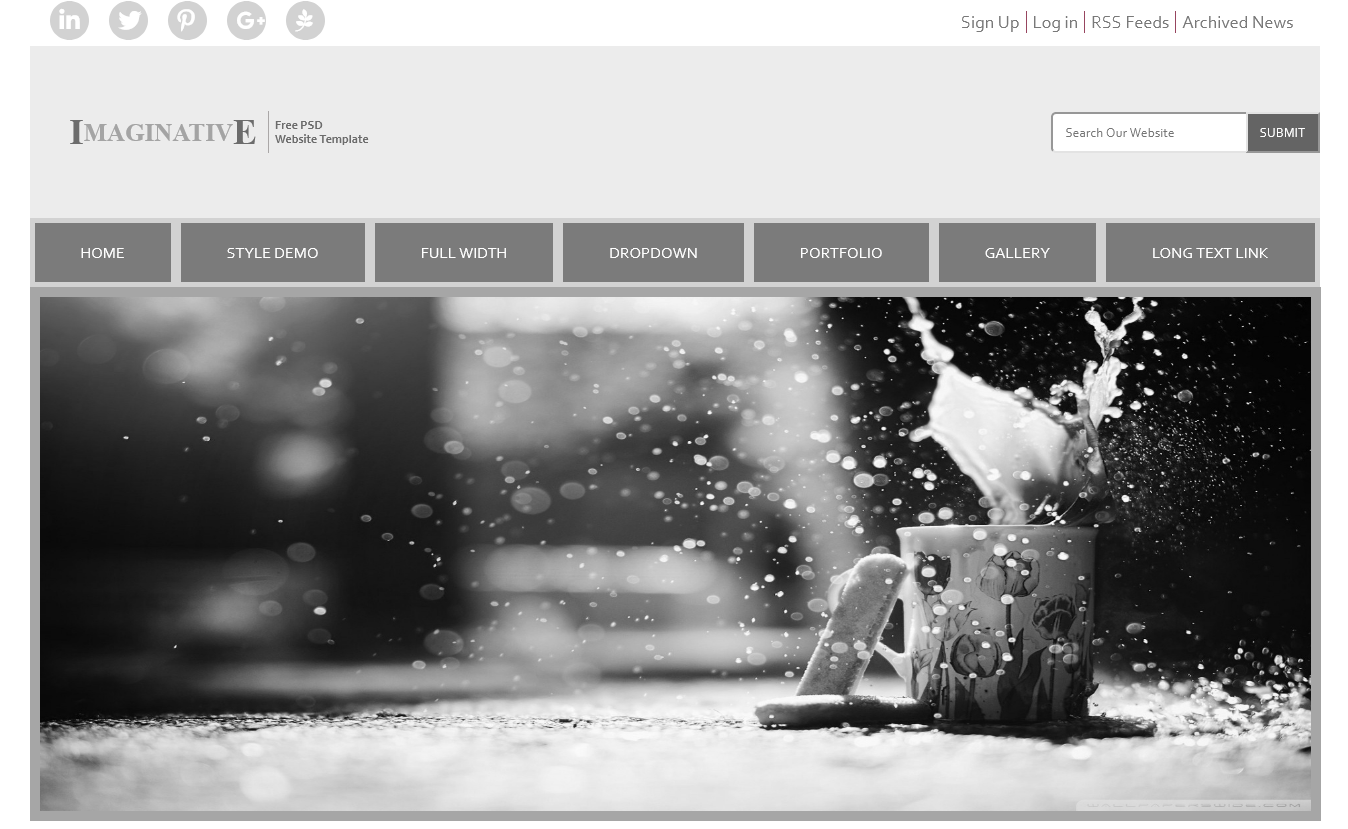 Sign Up
Log in
RSS Feeds
Archived News
IMAGINATIVE
Free PSD
Website Template
Search Our Website
SUBMIT
HOME
STYLE DEMO
FULL WIDTH
DROPDOWN
PORTFOLIO
GALLERY
LONG TEXT LINK